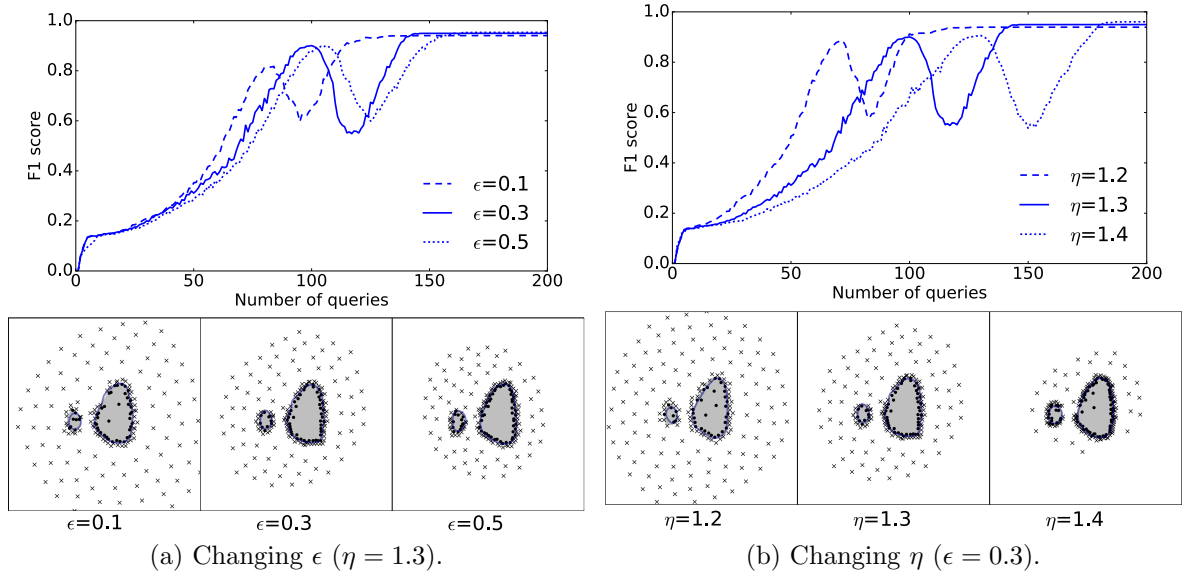 1.0
0.8
0.6
0.4
0.2
0.0
F1 score
ϵ=0.1
ϵ=0.3
ϵ=0.5
0
50
100
150
200
Number of queries
ϵ=0.1
ϵ=0.3
ϵ=0.5
(a) Changing ϵ (η = 1.3).
1.0
0.8
0.6
0.4
0.2
0.0
F1 score
η=1.2
η=1.3
η=1.4
0
50
100
150
200
Number of queries
η=1.2
η=1.3
η=1.4
(b) Changing η (ϵ = 0.3).